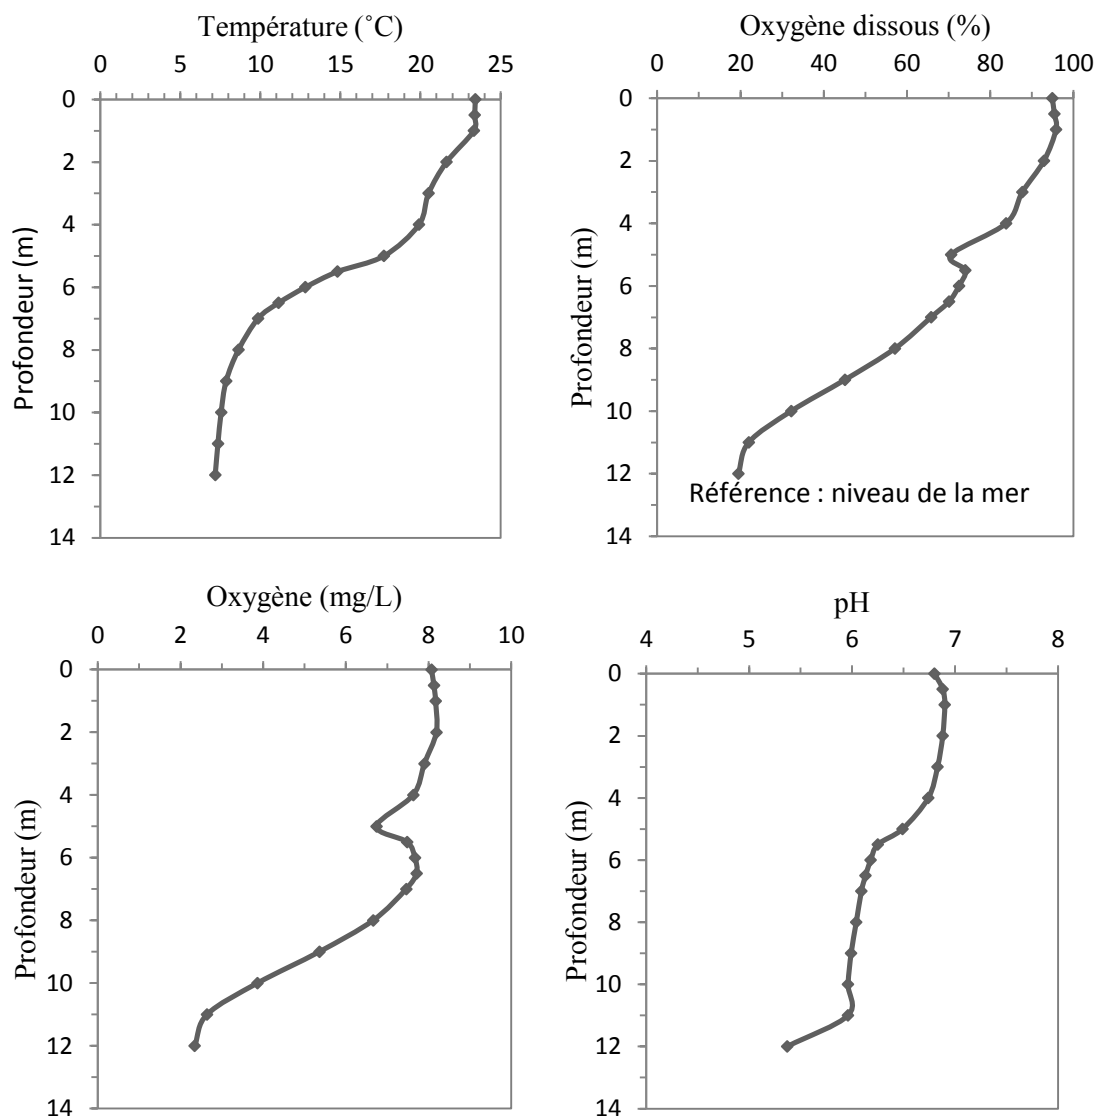 Température (˚C)
0 5 10 15 20 25
0
2
4
6
8
10
12
14
Profondeur (m)
Oxygène dissous (%)
0 20 40 60 80 100
0
2
4
6
8
10
12
14
Profondeur (m)
Référence : niveau de la mer
Oxygène (mg/L)
0 2 4 6 8 10
0
2
4
6
8
10
12
14
Profondeur (m)
pH
4 5 6 7 8
0
2
4
6
8
10
12
14
Profondeur (m)